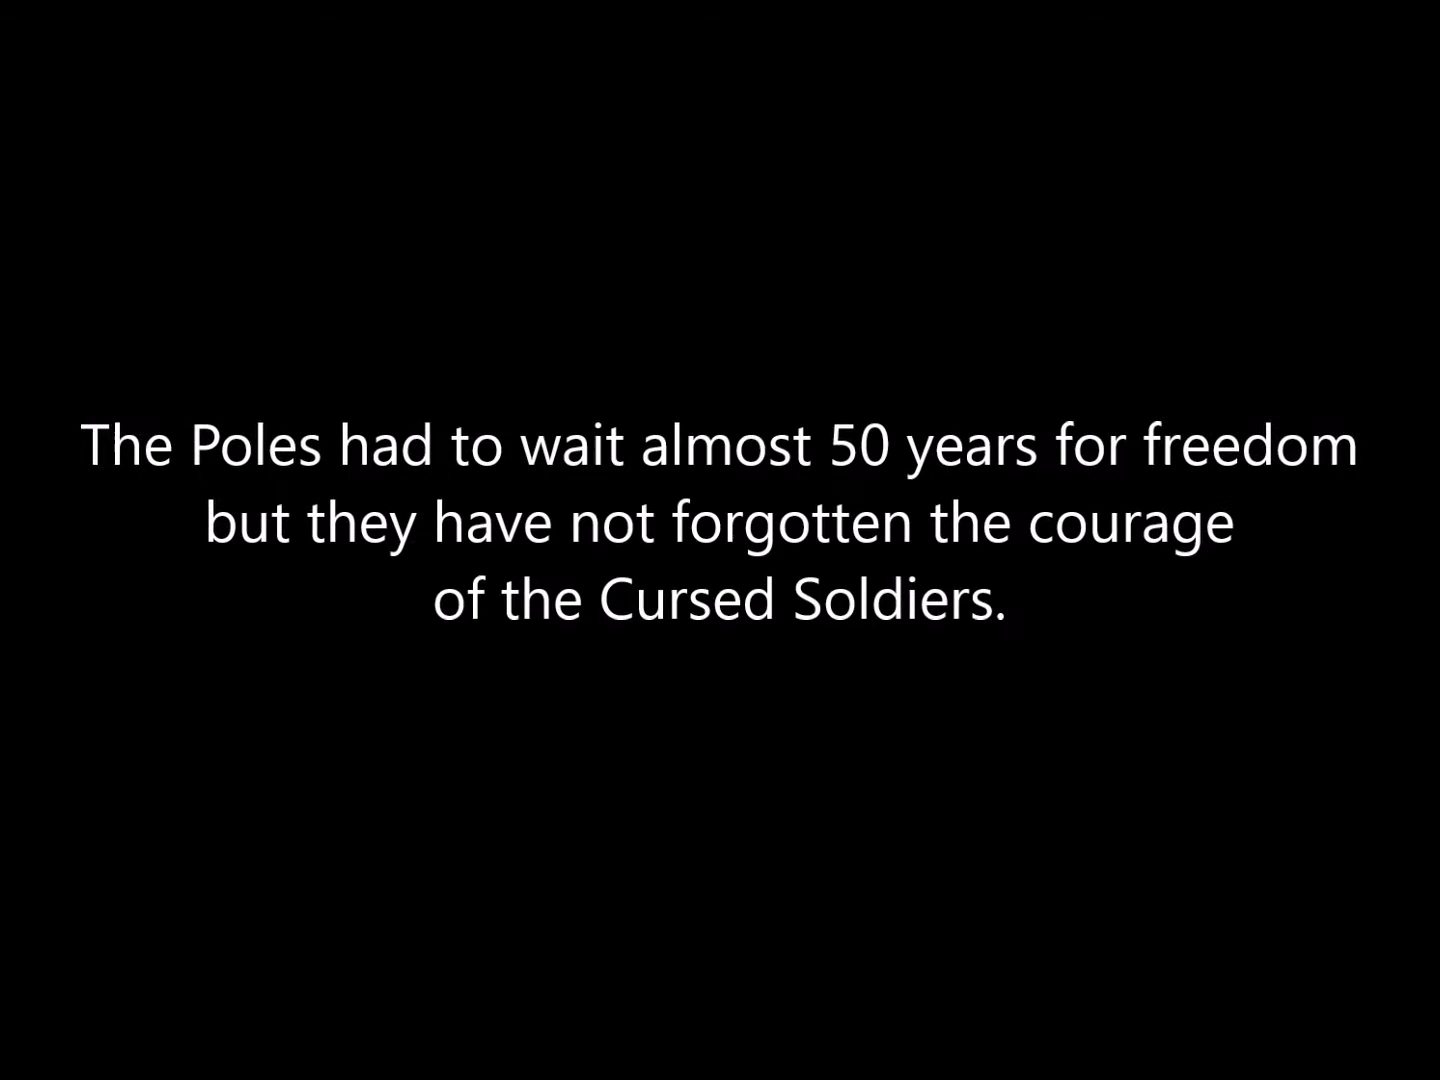 The Poles had to wait almost 50 years for freedom
but they have not forgotten the courage
of the Cursed Soldiers.